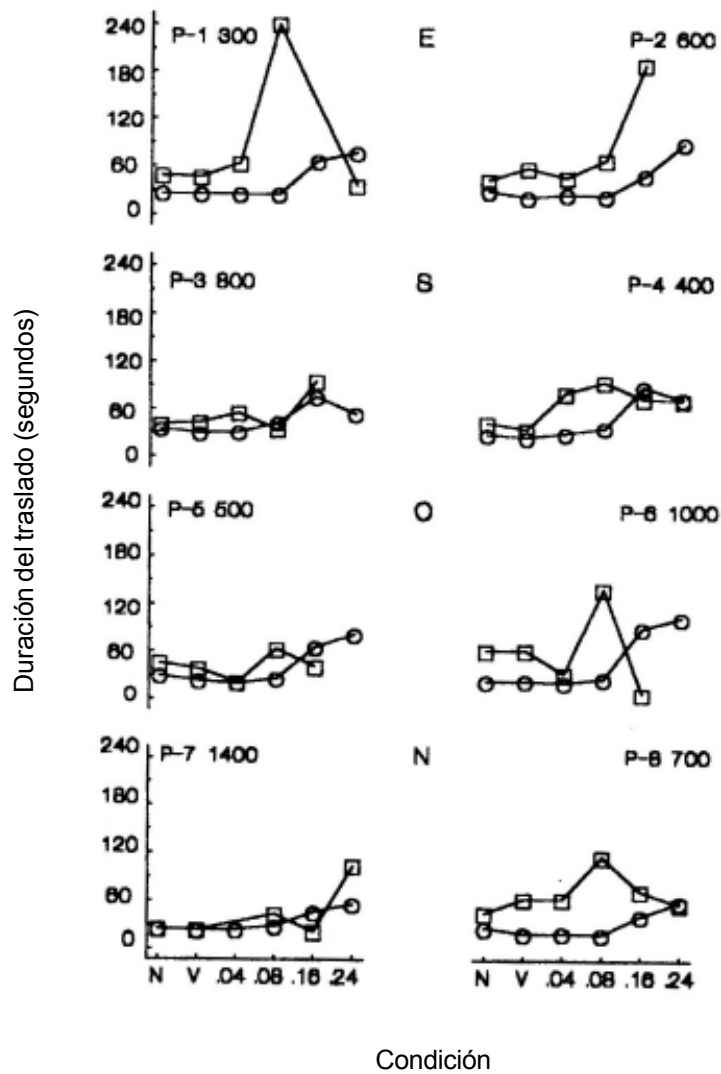 Duración del traslado (segundos)
240
180
120
60
0
P-1 300
E
P-2 600
240
180
120
60
0
P-3 800
S
P-4 400
240
180
120
60
0
P-5 500
O
P-6 1000
240
180
120
60
0
P-7 1400
N
P-8 700
N V .04 .08 .16 .24
N V .04 .08 .16 .24
Condición